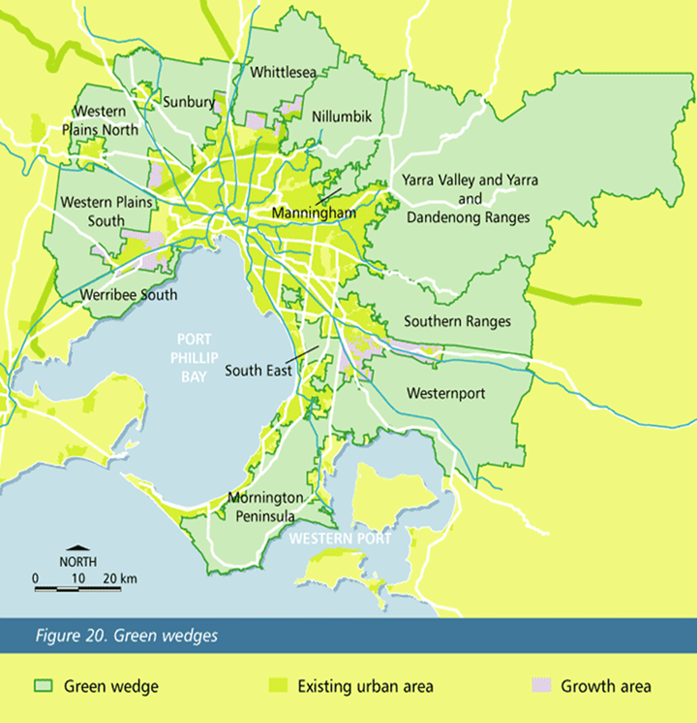 Whittlesea
Sunbury
Western
Plains North
Nillumbik
Yarra Valley and Yarra
and
Dandenong Ranges
Western Plains
South
Manningham
Werribee South
Southern Ranges
PORT
PHILLIP
BAY
South East
Westernport
Mornington
Peninsula
WESTERN PORT
NORTH
0 10 20 km
Figure 20. Green wedges
Green wedge
Existing urban area
Growth area